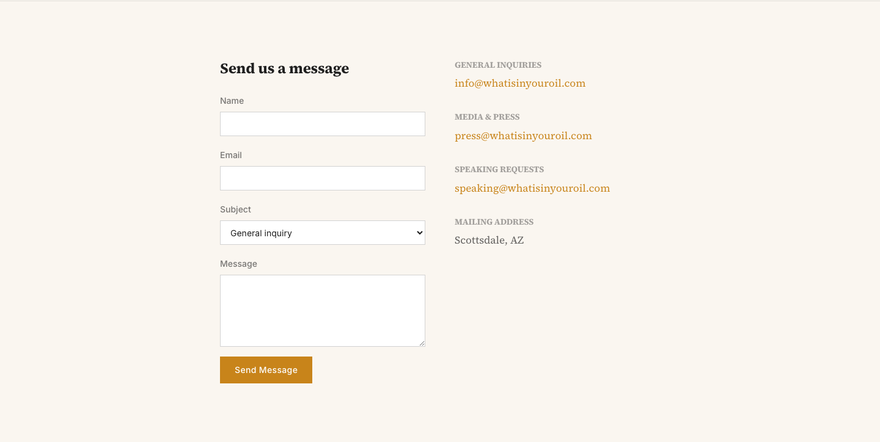 Send us a message
Name
Email
Subject
General inquiry
Message
Send Message
GENERAL INQUIRIES
info@whatisinyouroil.com
MEDIA & PRESS
press@whatisinyouroil.com
SPEAKING REQUESTS
speaking@whatisinyouroil.com
MAILING ADDRESS
Scottsdale, AZ